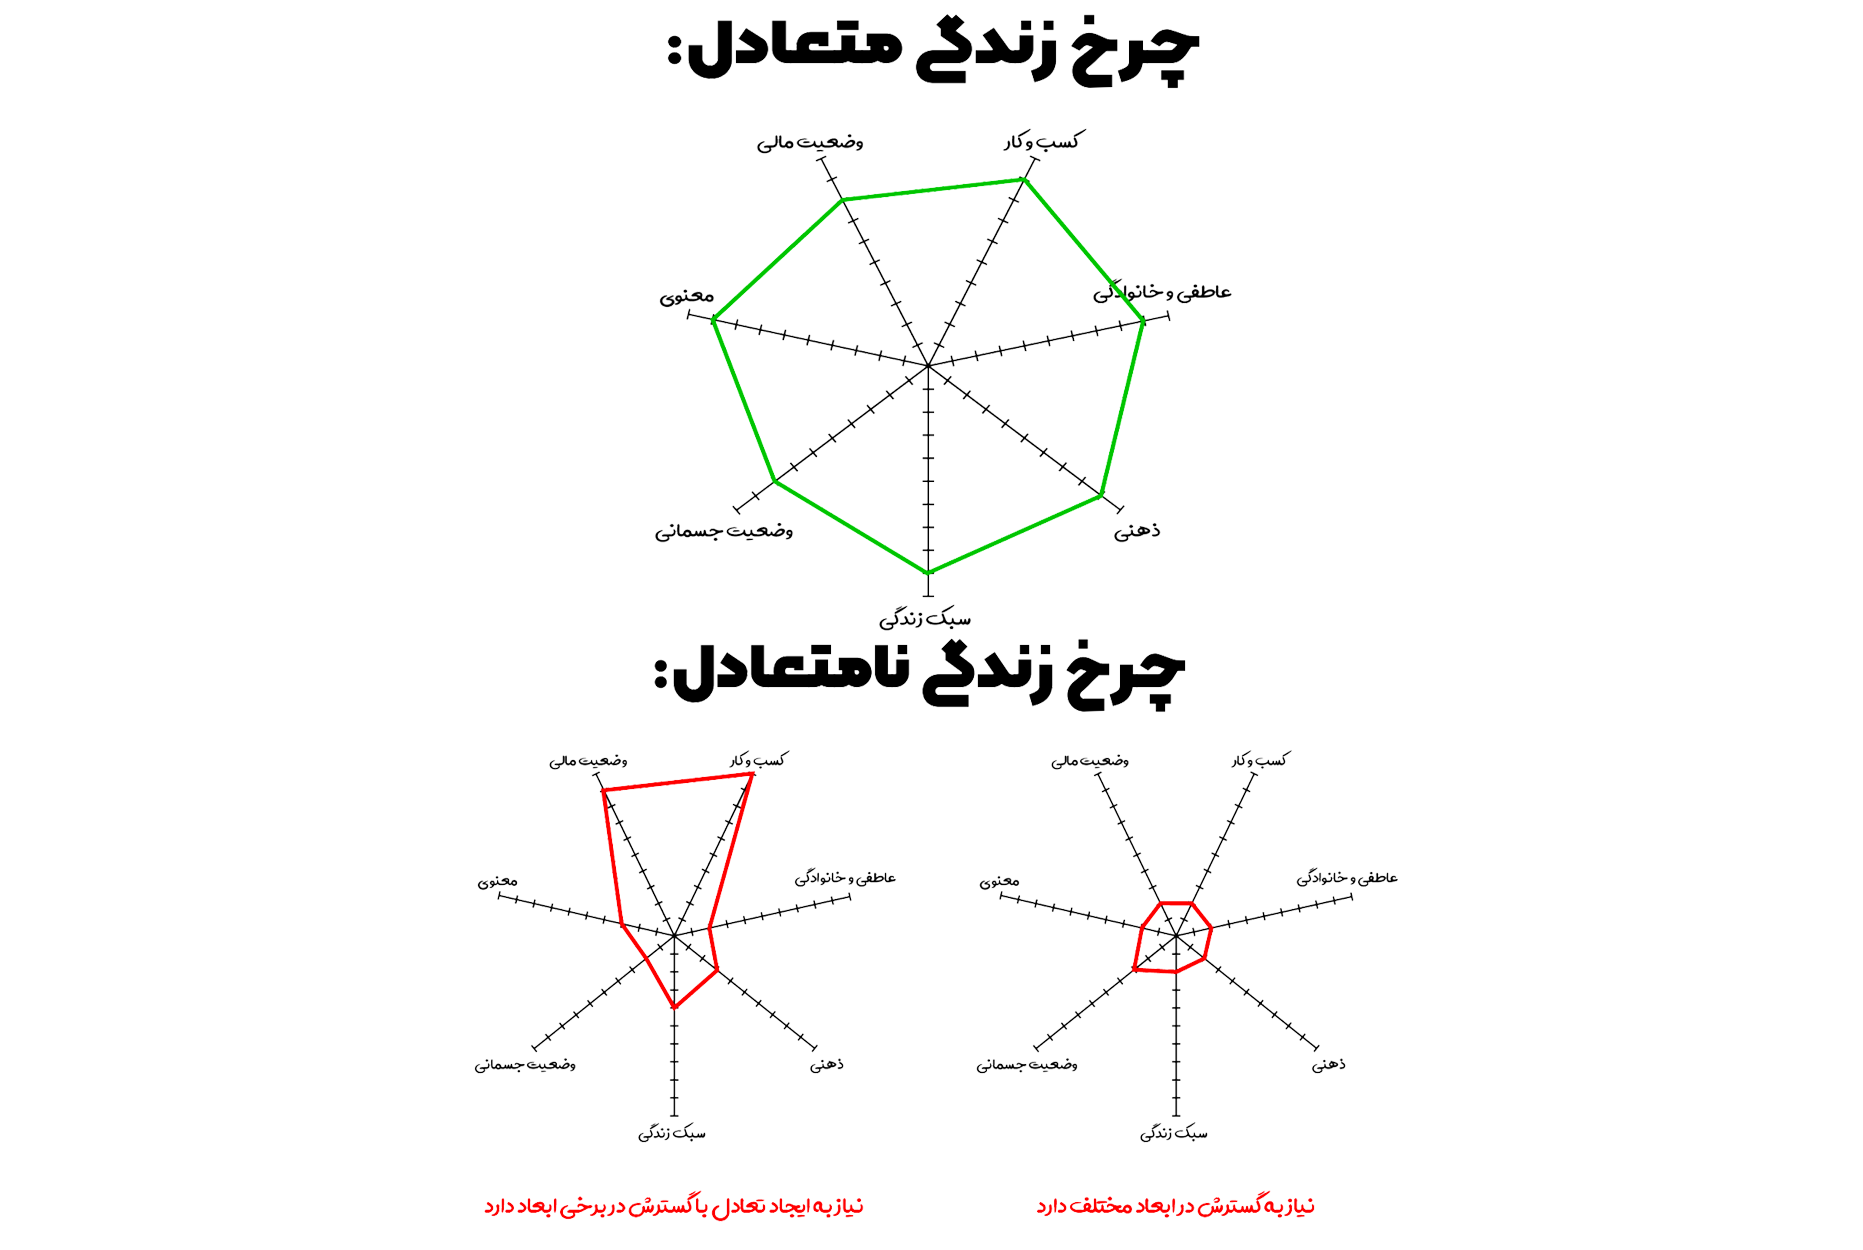 چرخ زندگی متعادل:
کسب و کار
وضعیت مالی
عاطفی و خانوادگی
معنوی
ذهنی
وضعیت جسمانی
سبک زندگی
چرخ زندگی نامتعادل:
کسب و کار
وضعیت مالی
عاطفی و خانوادگی
معنوی
ذهنی
وضعیت جسمانی
سبک زندگی
نیاز به گسترش در ابعاد مختلف دارد
کسب و کار
وضعیت مالی
عاطفی و خانوادگی
معنوی
ذهنی
وضعیت جسمانی
سبک زندگی
نیاز به ایجاد تعادل با گسترش در برخی ابعاد دارد